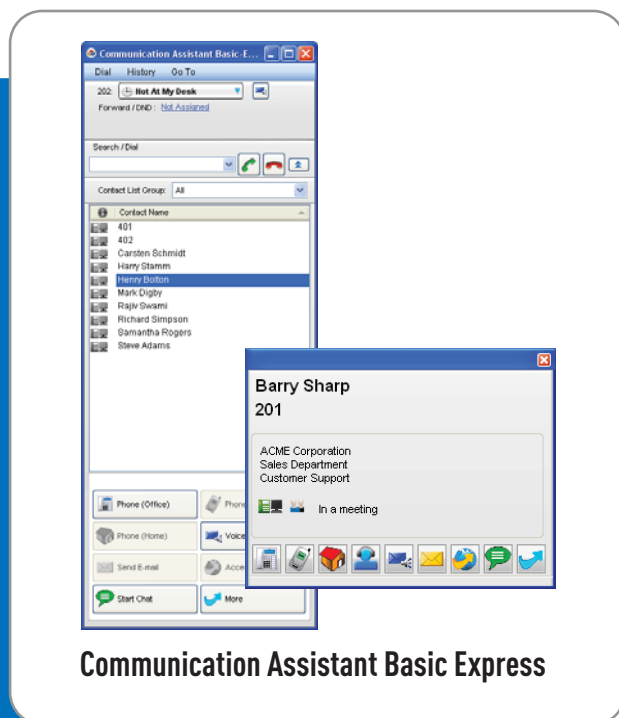 Communication Assistant Basic-E...
Dial History Go To
202: Not At My Desk
Forward / DND : Not Assigned
Search / Dial
Contact List Group: All
Contact Name
401
402
Carsten Schmidt
Harry Stamm
Henry Bolton
Mark Digby
Rajiv Swami
Richard Simpson
Samantha Rogers
Steve Adams
Phone (Office) Phone
Phone (Home) Voice
Send E-mail Acce
Start Chat More
Barry Sharp
201
ACME Corporation
Sales Department
Customer Support
In a meeting
Communication Assistant Basic Express